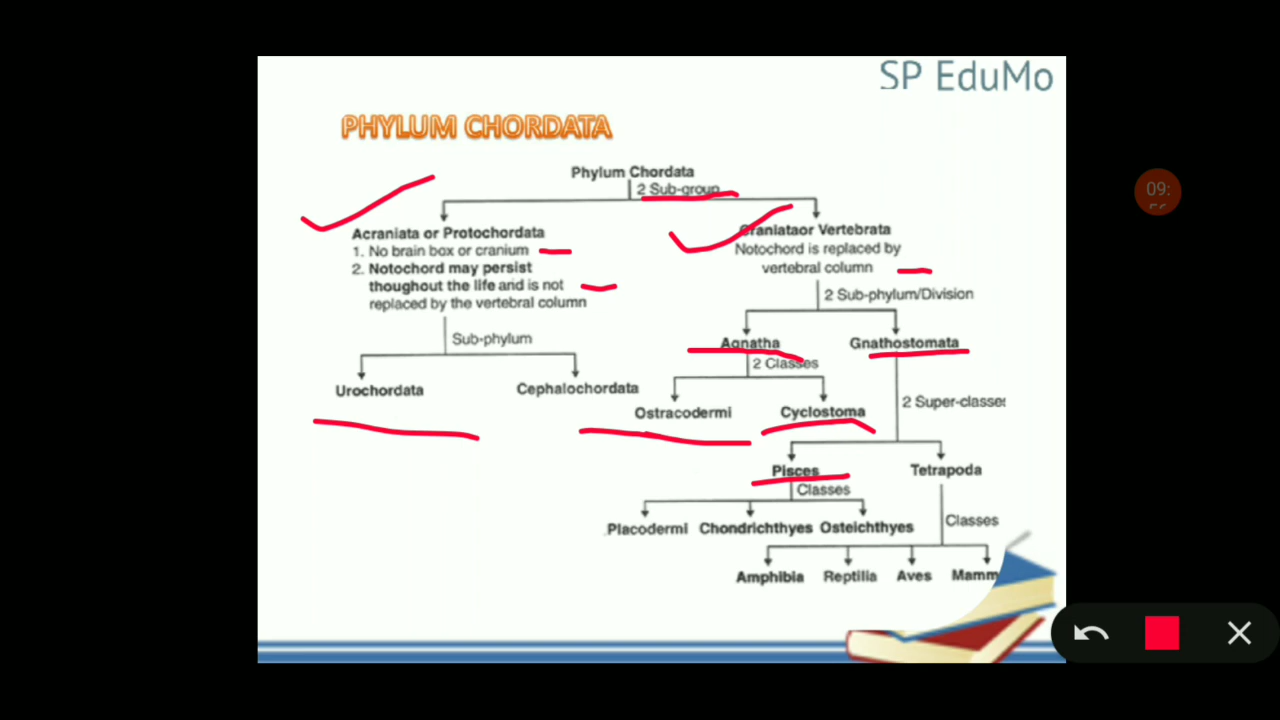 SP EduMo
PHYLUM CHORDATA
Phylum Chordata
2 Sub-group
Acraniata or Protochordata
1. No brain box or cranium
2. Notochord may persist
thoughout the life and is not
replaced by the vertebral column
Craniataor Vertebrata
Notochord is replaced by
vertebral column
2 Sub-phylum/Division
Sub-phylum
Agnatha
Gnathostomata
2 Classes
Urochordata
Cephalochordata
Ostracodermi
Cyclostoma
2 Super-classes
Pisces
Tetrapoda
Classes
Placodermi
Chondrichthyes
Osteichthyes
Classes
Amphibia
Reptilia
Aves
Mamm
09: